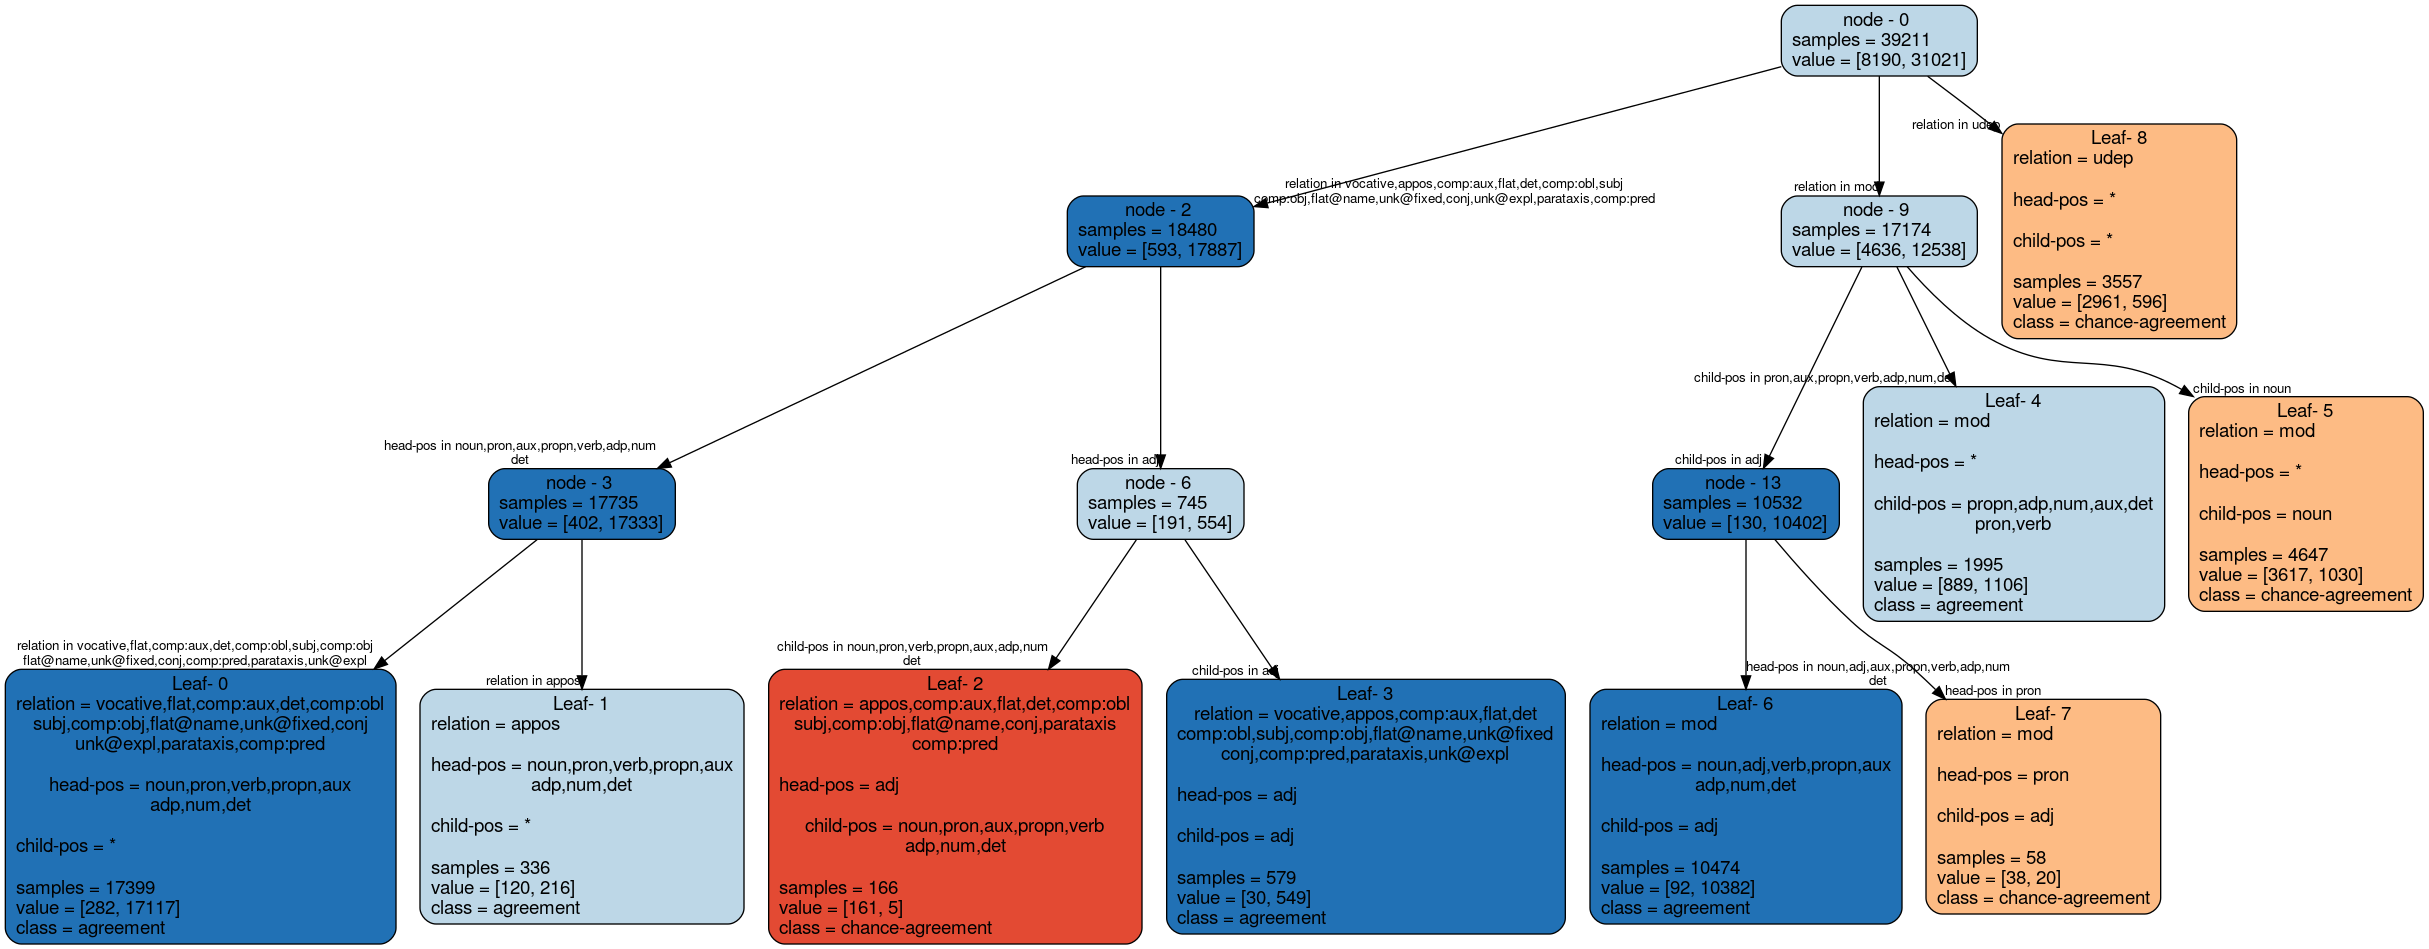 node - 0
samples = 39211
value = [8190, 31021]
relation in udep
Leaf- 8
relation = udep
head-pos = *
child-pos = *
samples = 3557
value = [2961, 596]
class = chance-agreement
relation in vocative,appos,comp:aux,flat,det,comp:obl,subj
comp:obj,flat@name,unk@fixed,conj,unk@expl,parataxis,comp:pred
node - 2
samples = 18480
value = [593, 17887]
relation in mod
node - 9
samples = 17174
value = [4636, 12538]
child-pos in pron,aux,propn,verb,adp,num,det
Leaf- 4
relation = mod
head-pos = *
child-pos = propn,adp,num,aux,det
pron,verb
samples = 1995
value = [889, 1106]
class = agreement
child-pos in noun
Leaf- 5
relation = mod
head-pos = *
child-pos = noun
samples = 4647
value = [3617, 1030]
class = chance-agreement
head-pos in noun,pron,aux,propn,verb,adp,num
det
node - 3
samples = 17735
value = [402, 17333]
head-pos in adj
node - 6
samples = 745
value = [191, 554]
child-pos in adj
node - 13
samples = 10532
value = [130, 10402]
relation in vocative,flat,comp:aux,det,comp:obl,subj,comp:obj
flat@name,unk@fixed,conj,comp:pred,parataxis,unk@expl
Leaf- 0
relation = vocative,flat,comp:aux,det,comp:obl
subj,comp:obj,flat@name,unk@fixed,conj
unk@expl,parataxis,comp:pred
head-pos = noun,pron,verb,propn,aux
adp,num,det
child-pos = *
samples = 17399
value = [282, 17117]
class = agreement
relation in appos
Leaf- 1
relation = appos
head-pos = noun,pron,verb,propn,aux
adp,num,det
child-pos = *
samples = 336
value = [120, 216]
class = agreement
child-pos in noun,pron,verb,propn,aux,adp,num
det
Leaf- 2
relation = appos,comp:aux,flat,det,comp:obl
subj,comp:obj,flat@name,conj,parataxis
comp:pred
head-pos = adj
child-pos = noun,pron,aux,propn,verb
adp,num,det
samples = 166
value = [161, 5]
class = chance-agreement
child-pos in adj
Leaf- 3
relation = vocative,appos,comp:aux,flat,det
comp:obl,subj,comp:obj,flat@name,unk@fixed
conj,comp:pred,parataxis,unk@expl
head-pos = adj
child-pos = adj
samples = 579
value = [30, 549]
class = agreement
head-pos in noun,adj,aux,propn,verb,adp,num
det
Leaf- 6
relation = mod
head-pos = noun,adj,verb,propn,aux
adp,num,det
child-pos = adj
samples = 10474
value = [92, 10382]
class = agreement
head-pos in pron
Leaf- 7
relation = mod
head-pos = pron
child-pos = adj
samples = 58
value = [38, 20]
class = chance-agreement